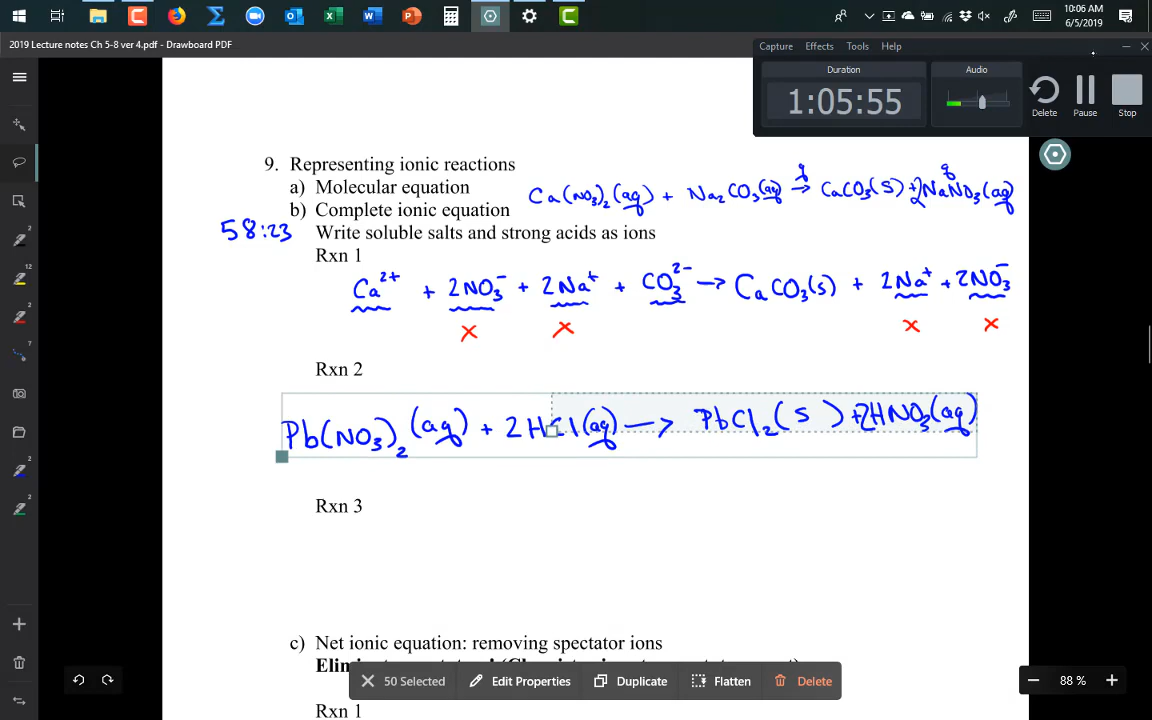 10:06 AM
6/5/2019
2019 Lecture notes Ch 5-8 ver 4.pdf - Drawboard PDF
Capture Effects Tools Help
Duration
Audio
1:05:55
Delete Pause Stop
9. Representing ionic reactions
a) Molecular equation
Ca(NO₃)₂(aq) + Na₂CO₃(aq) → CaCO₃(s) + 2NaNO₃(aq)
b) Complete ionic equation
58:23 Write soluble salts and strong acids as ions
Rxn 1
Ca²⁺ + 2NO₃⁻ + 2Na⁺ + CO₃²⁻ → CaCO₃(s) + 2Na⁺ + 2NO₃⁻
x x x x
Rxn 2
Pb(NO₃)₂(aq) + 2HCl(aq) → PbCl₂(s) + 2HNO₃(aq)
Rxn 3
c) Net ionic equation: removing spectator ions
Rxn 1
50 Selected Edit Properties Duplicate Flatten Delete
88 %